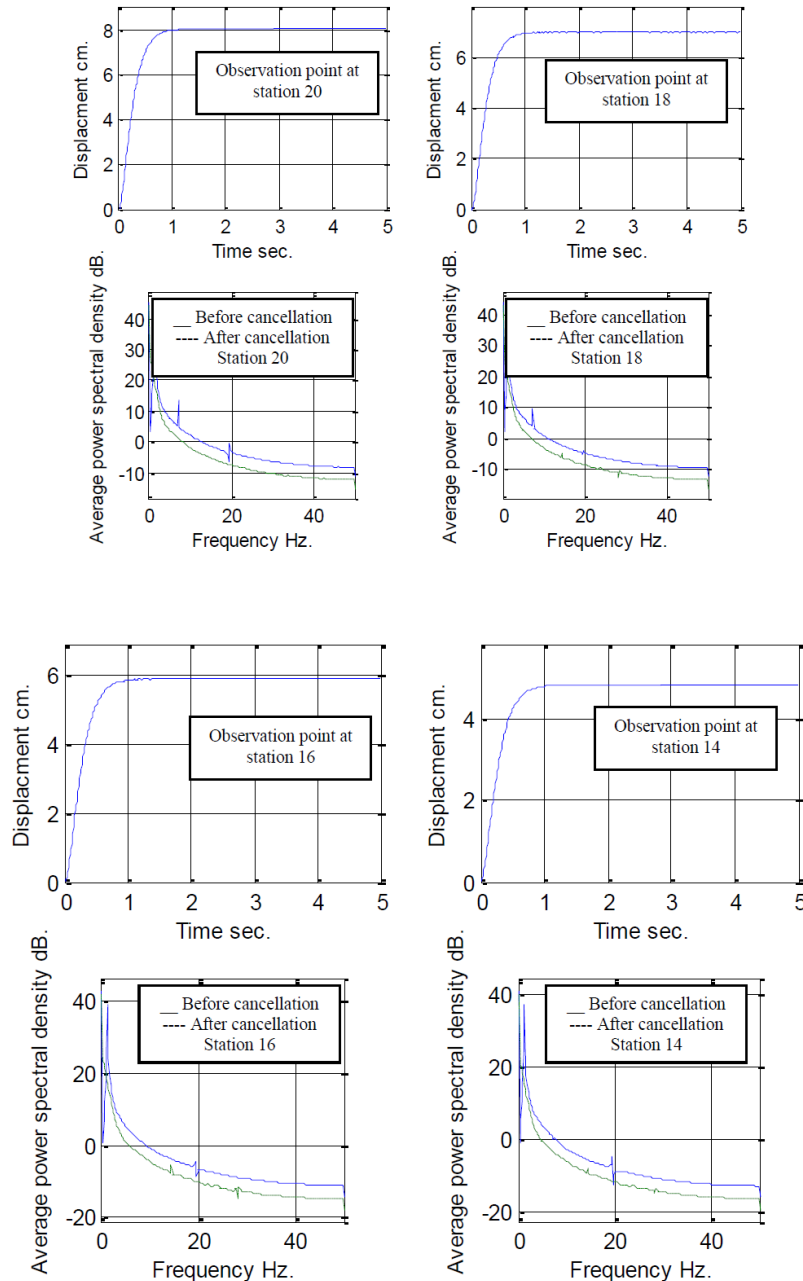 8
6
4
2
0
Displacment cm.
Observation point at
station 20
0 1 2 3 4 5
Time sec.
6
4
2
0
Displacment cm.
Observation point at
station 18
0 1 2 3 4 5
Time sec.
Average power spectral density dB.
40
30
20
10
0
-10
Before cancellation
After cancellation
Station 20
0 20 40
Frequency Hz.
Average power spectral density dB.
40
30
20
10
0
-10
Before cancellation
After cancellation
Station 18
0 20 40
Frequency Hz.
6
4
2
0
Displacment cm.
Observation point at
station 16
0 1 2 3 4 5
Time sec.
4
2
0
Displacment cm.
Observation point at
station 14
0 1 2 3 4 5
Time sec.
Average power spectral density dB.
40
20
0
-20
Before cancellation
After cancellation
Station 16
0 20 40
Frequency Hz.
Average power spectral density dB.
40
20
0
-20
Before cancellation
After cancellation
Station 14
0 20 40
Frequency Hz.